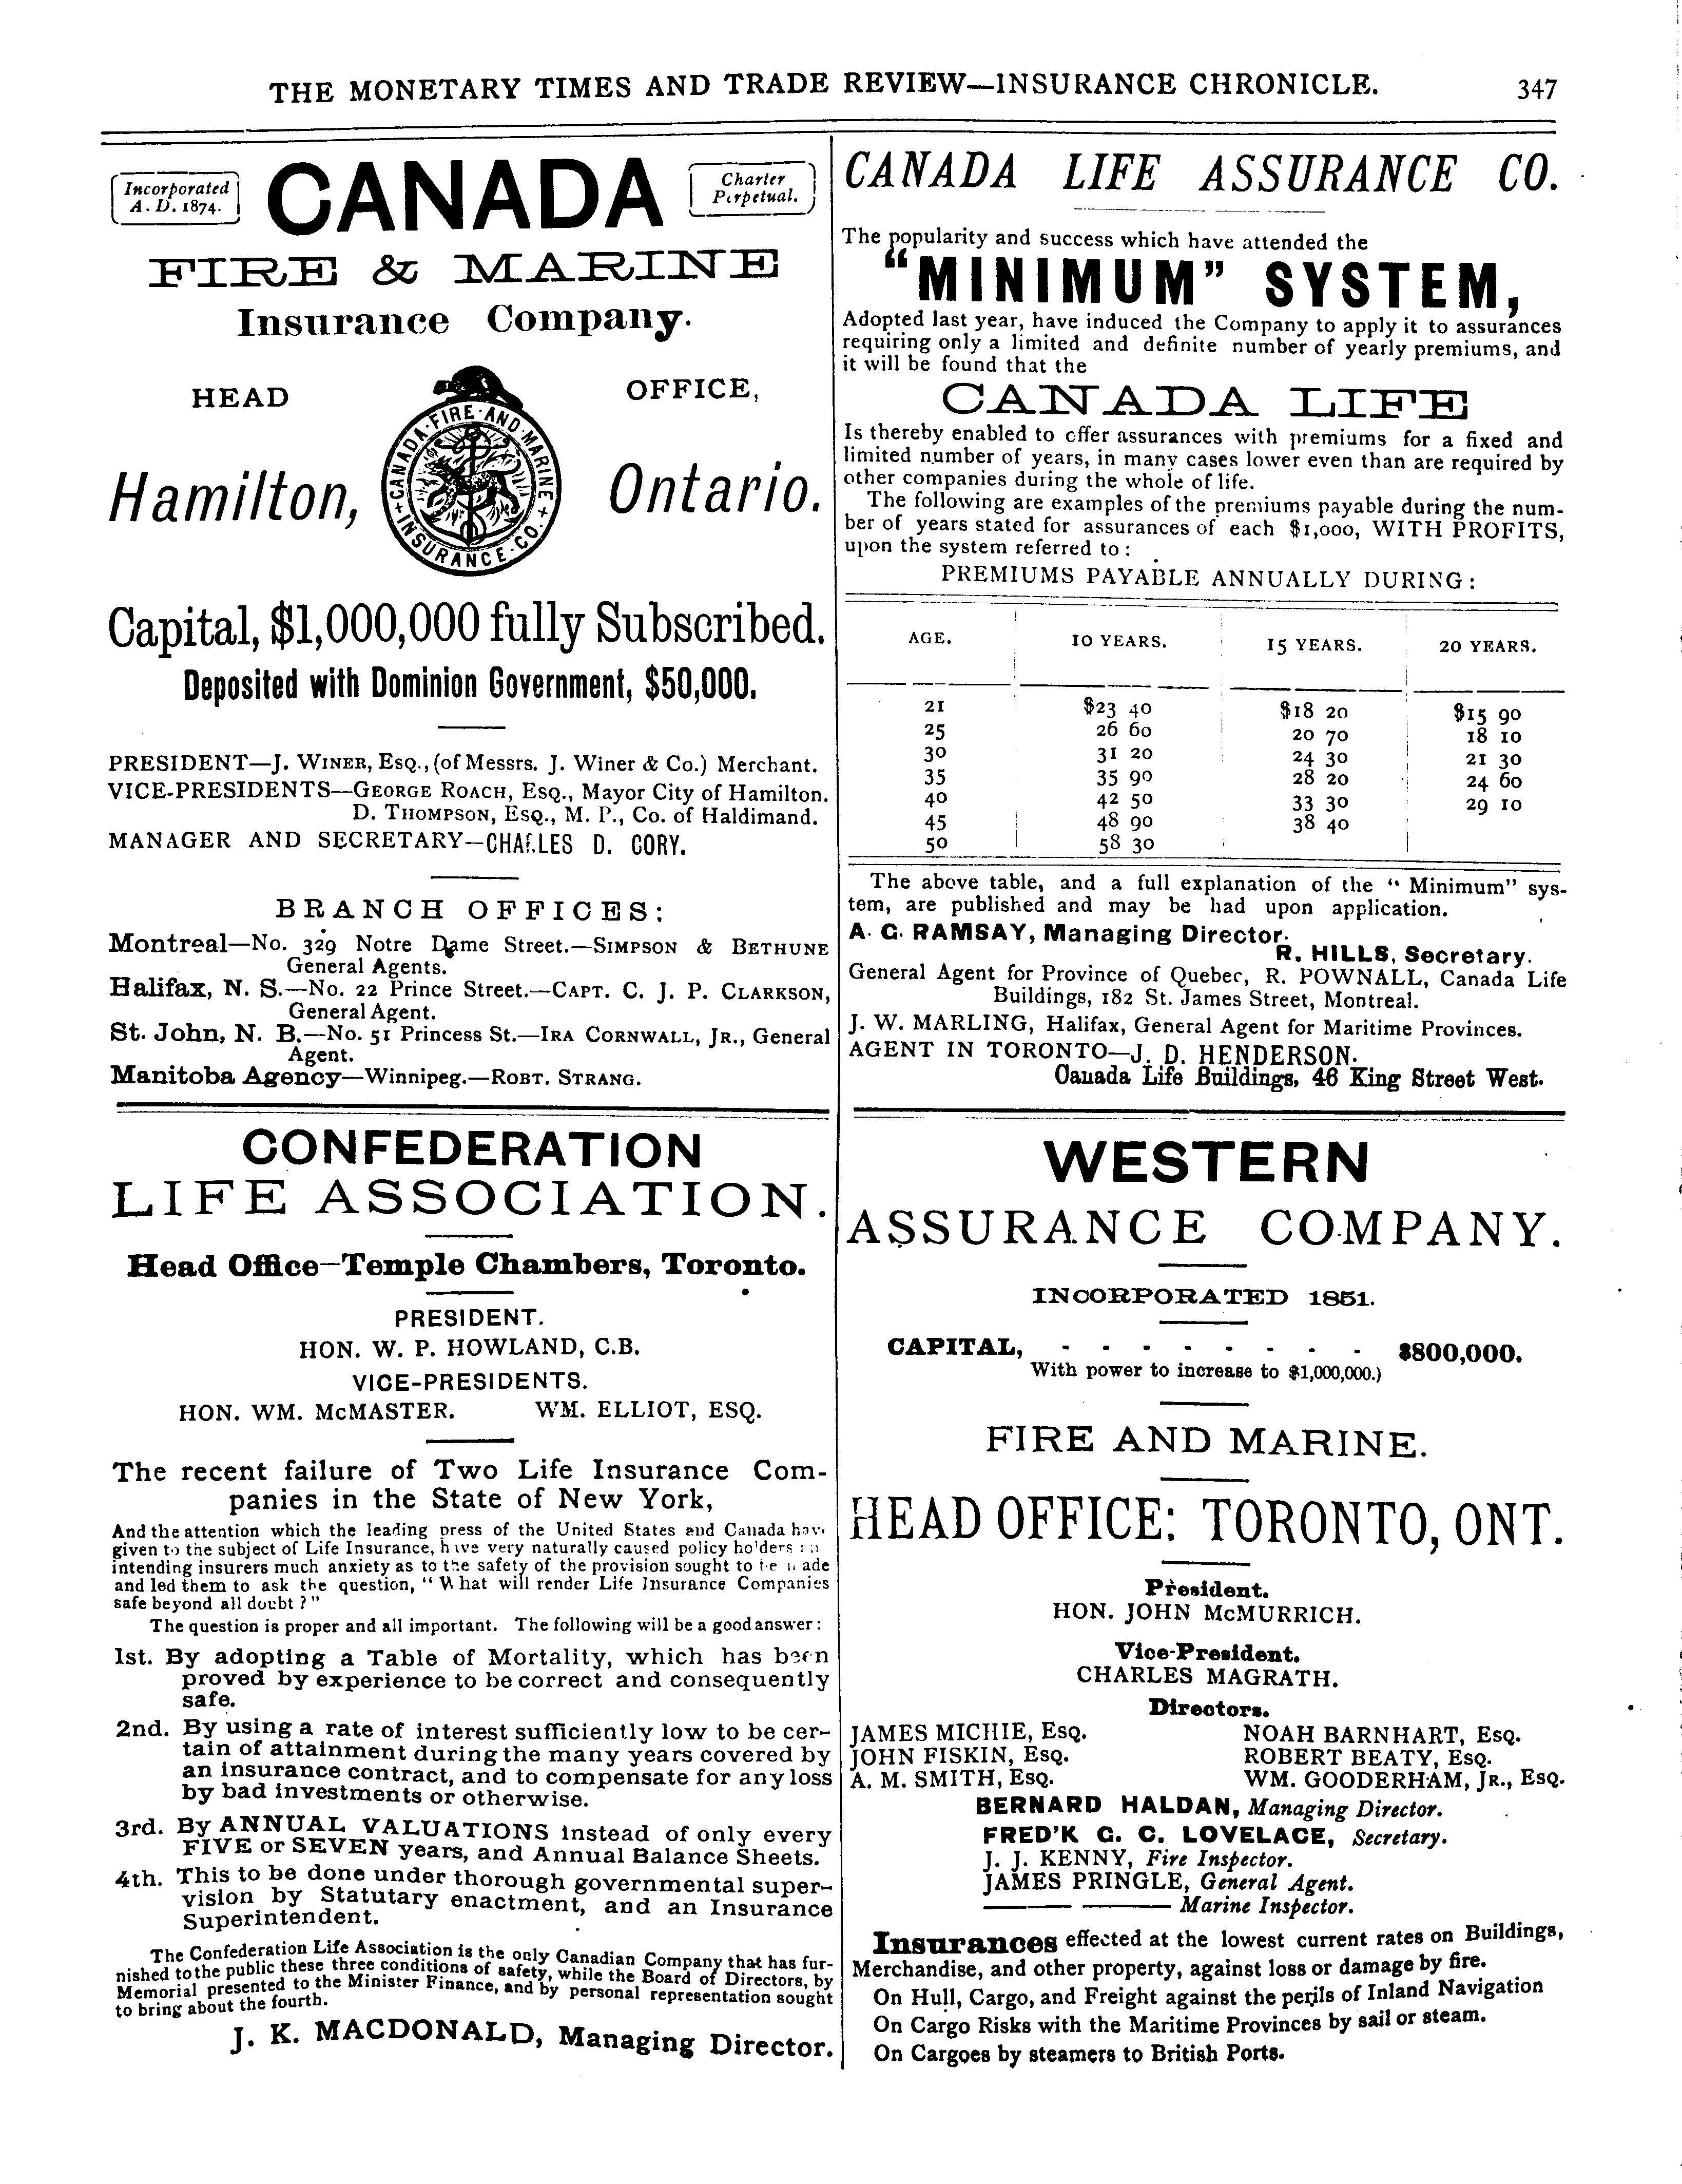 THE MONETARY TIMES AND TRADE REVIEW—INSURANCE CHRONICLE. 347
Incorporated
A. D. 1874.
CANADA
Charter
Perpetual.
FIRE & MARINE
Insurance Company.
HEAD OFFICE,
CANADA·FIRE·AND·MARINE
INSURANCE·CO.
Hamilton, Ontario.
Capital, $1,000,000 fully Subscribed.
Deposited with Dominion Government, $50,000.
PRESIDENT—J. WINER, ESQ., (of Messrs. J. Winer & Co.) Merchant.
VICE-PRESIDENTS—GEORGE ROACH, ESQ., Mayor City of Hamilton.
D. THOMPSON, ESQ., M. P., Co. of Haldimand.
MANAGER AND SECRETARY—CHARLES D. CORY.
BRANCH OFFICES:
Montreal—No. 329 Notre Dame Street.—SIMPSON & BETHUNE
General Agents.
Halifax, N. S.—No. 22 Prince Street.—CAPT. C. J. P. CLARKSON,
General Agent.
St. John, N. B.—No. 51 Princess St.—IRA CORNWALL, JR., General
Agent.
Manitoba Agency—Winnipeg.—ROBT. STRANG.
CONFEDERATION
LIFE ASSOCIATION.
Head Office—Temple Chambers, Toronto.
PRESIDENT.
HON. W. P. HOWLAND, C.B.
VICE-PRESIDENTS.
HON. WM. McMASTER. WM. ELLIOT, ESQ.
The recent failure of Two Life Insurance Com-
panies in the State of New York,
And the attention which the leading press of the United States and Canada have
given to the subject of Life Insurance, have very naturally caused policy holders
intending insurers much anxiety as to the safety of the provision sought to be made
and led them to ask the question, "What will render Life Insurance Companies
safe beyond all doubt?"
The question is proper and all important. The following will be a good answer:
1st. By adopting a Table of Mortality, which has been
proved by experience to be correct and consequently
safe.
2nd. By using a rate of interest sufficiently low to be cer-
tain of attainment during the many years covered by
an insurance contract, and to compensate for any loss
by bad investments or otherwise.
3rd. By ANNUAL VALUATIONS instead of only every
FIVE or SEVEN years, and Annual Balance Sheets.
4th. This to be done under thorough governmental super-
vision by Statutary enactment, and an Insurance
Superintendent.
The Confederation Life Association is the only Canadian Company that has fur-
nished to the public these three conditions of safety, while the Board of Directors, by
Memorial presented to the Minister Finance, and by personal representation sought
to bring about the fourth.
J. K. MACDONALD, Managing Director.
CANADA LIFE ASSURANCE CO.
The popularity and success which have attended the
"MINIMUM" SYSTEM,
Adopted last year, have induced the Company to apply it to assurances
requiring only a limited and definite number of yearly premiums, and
it will be found that the
CANADA LIFE
Is thereby enabled to offer assurances with premiums for a fixed and
limited number of years, in many cases lower even than are required by
other companies during the whole of life.
The following are examples of the premiums payable during the num-
ber of years stated for assurances of each $1,000, WITH PROFITS,
upon the system referred to:
PREMIUMS PAYABLE ANNUALLY DURING:
AGE. 10 YEARS. 15 YEARS. 20 YEARS.
21 $23 40 $18 20 $15 90
25 26 60 20 70 18 10
30 31 20 24 30 21 30
35 35 90 28 20 24 60
40 42 50 33 30 29 10
45 48 90 38 40
50 58 30
The above table, and a full explanation of the "Minimum" sys-
tem, are published and may be had upon application.
A. G. RAMSAY, Managing Director.
R. HILLS, Secretary.
General Agent for Province of Quebec, R. POWNALL, Canada Life
Buildings, 182 St. James Street, Montreal.
J. W. MARLING, Halifax, General Agent for Maritime Provinces.
AGENT IN TORONTO—J. D. HENDERSON.
Canada Life Buildings, 46 King Street West.
WESTERN
ASSURANCE COMPANY.
INCORPORATED 1851.
CAPITAL, - - - - - - - - $800,000.
With power to increase to $1,000,000.)
FIRE AND MARINE.
HEAD OFFICE: TORONTO, ONT.
President.
HON. JOHN McMURRICH.
Vice-President.
CHARLES MAGRATH.
Directors.
JAMES MICHIE, ESQ. NOAH BARNHART, ESQ.
JOHN FISKIN, ESQ. ROBERT BEATY, ESQ.
A. M. SMITH, ESQ. WM. GOODERHAM, JR., ESQ.
BERNARD HALDAN, Managing Director.
FRED'K G. C. LOVELACE, Secretary.
J. J. KENNY, Fire Inspector.
JAMES PRINGLE, General Agent.
—— —— Marine Inspector.
Insurances effected at the lowest current rates on Buildings,
Merchandise, and other property, against loss or damage by fire.
On Hull, Cargo, and Freight against the perils of Inland Navigation
On Cargo Risks with the Maritime Provinces by sail or steam.
On Cargoes by steamers to British Ports.